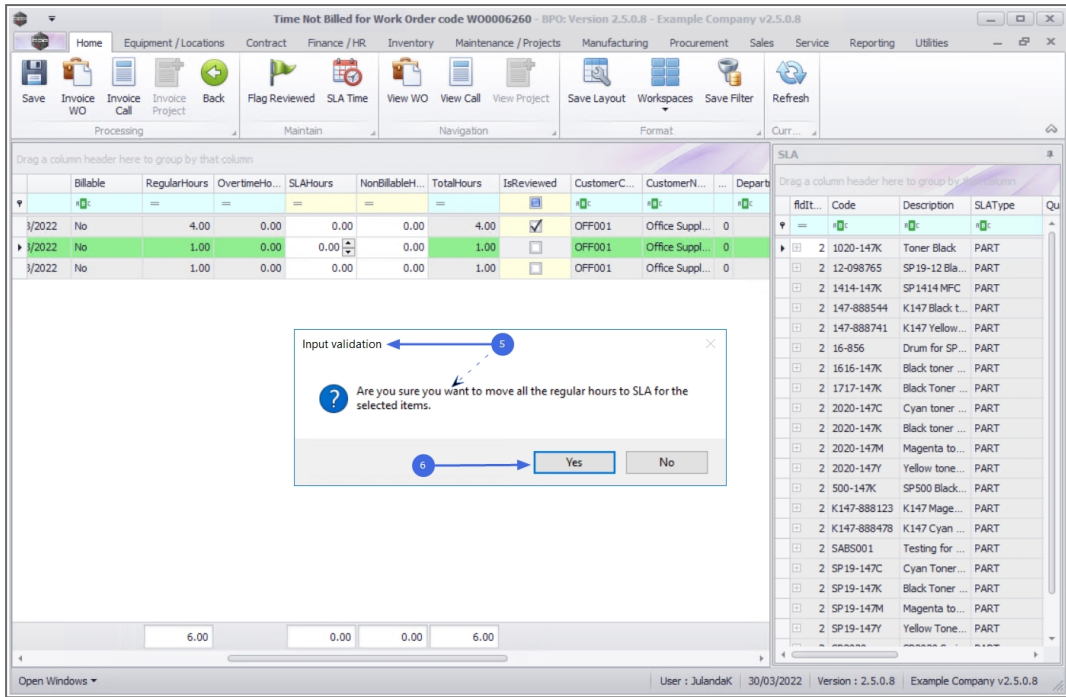 Time Not Billed for Work Order code WO0006260 - BPO: Version 2.5.0.8 - Example Company v2.5.0.8
Home Equipment / Locations Contract Finance / HR Inventory Maintenance / Projects Manufacturing Procurement Sales Service Reporting Utilities
Save Invoice WO Invoice Call Invoice Project Back Flag Reviewed SLA Time View WO View Call View Project Save Layout Workspaces Save Filter Refresh
Processing Maintain Navigation Format Curr...
Drag a column header here to group by that column
Billable RegularHours OvertimeHo... SLAHours NonBillableH... TotalHours IsReviewed CustomerC... CustomerN... ... Departm
= = = = =
3/2022 No 4.00 0.00 0.00 0.00 4.00 OFF001 Office Suppl... 0
3/2022 No 1.00 0.00 0.00 0.00 1.00 OFF001 Office Suppl... 0
3/2022 No 1.00 0.00 0.00 0.00 1.00 OFF001 Office Suppl... 0
Input validation 5
Are you sure you want to move all the regular hours to SLA for the
selected items.
6 Yes No
6.00 0.00 0.00 6.00
SLA
Drag a column header here to group by that column
fldIt... Code Description SLAType Qu
=
2 1020-147K Toner Black PART
2 12-098765 SP19-12 Bla... PART
2 1414-147K SP1414 MFC PART
2 147-888544 K147 Black t... PART
2 147-888741 K147 Yellow... PART
2 16-856 Drum for SP... PART
2 1616-147K Black toner ... PART
2 1717-147K Black Toner ... PART
2 2020-147C Cyan toner ... PART
2 2020-147K Black toner ... PART
2 2020-147M Magenta to... PART
2 2020-147Y Yellow tone... PART
2 500-147K SP500 Black... PART
2 K147-888123 K147 Mage... PART
2 K147-888478 K147 Cyan ... PART
2 SABS001 Testing for ... PART
2 SP19-147C Cyan Toner... PART
2 SP19-147K Black Toner ... PART
2 SP19-147M Magenta to... PART
2 SP19-147Y Yellow Tone... PART
Open Windows User : JulandaK 30/03/2022 Version : 2.5.0.8 Example Company v2.5.0.8